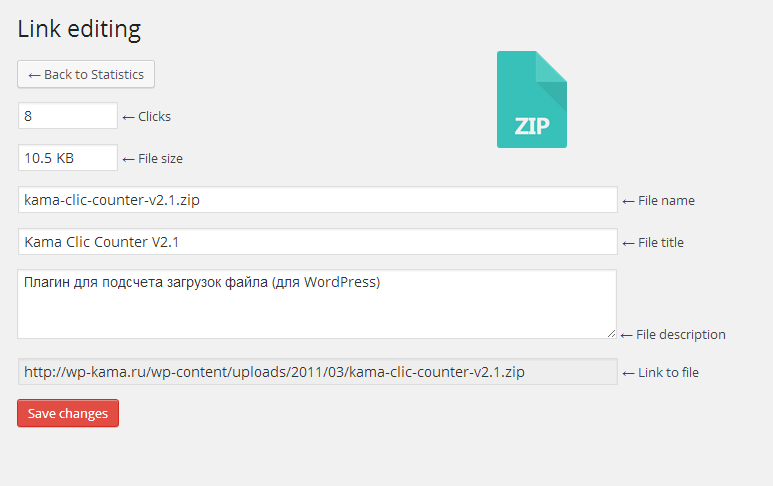 Link editing
← Back to Statistics
ZIP
8 ← Clicks
10.5 KB ← File size
kama-clic-counter-v2.1.zip ← File name
Kama Clic Counter V2.1 ← File title
Плагин для подсчета загрузок файла (для WordPress)
← File description
http://wp-kama.ru/wp-content/uploads/2011/03/kama-clic-counter-v2.1.zip ← Link to file
Save changes